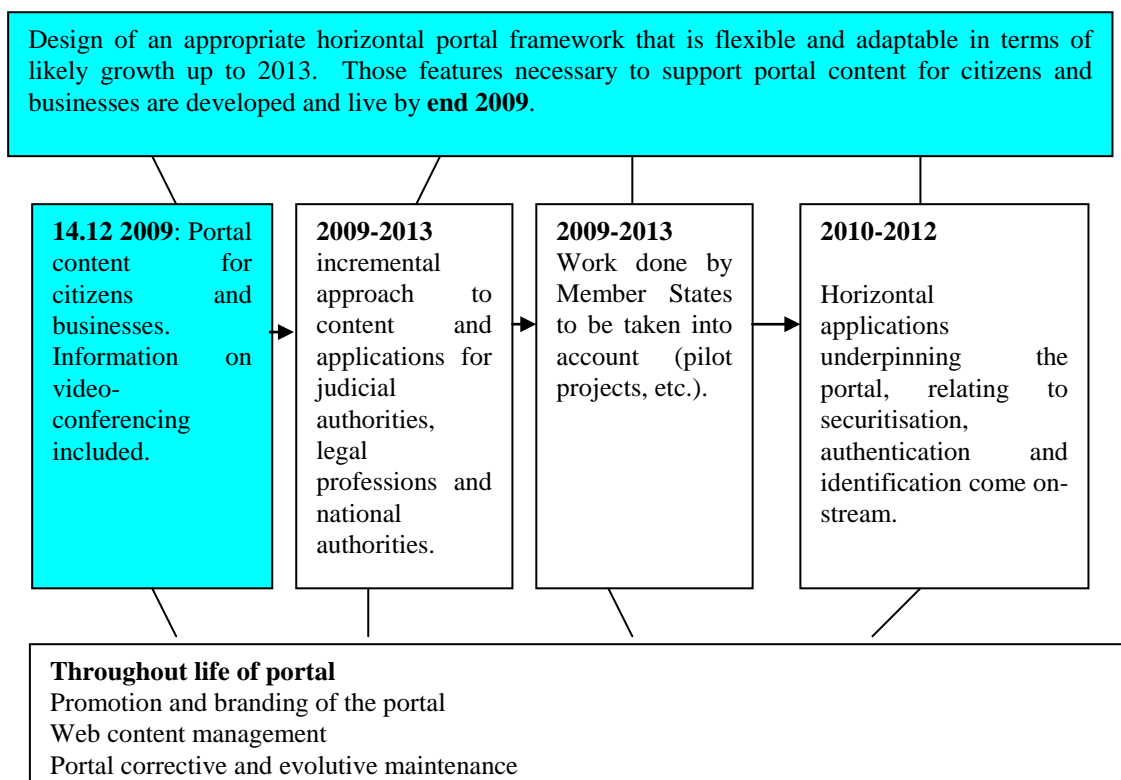 Design of an appropriate horizontal portal framework that is flexible and adaptable in terms of
likely growth up to 2013. Those features necessary to support portal content for citizens and
businesses are developed and live by end 2009.
14.12 2009: Portal
content for
citizens and
businesses.
Information on
video-
conferencing
included.
2009-2013
incremental
approach to
content and
applications for
judicial
authorities,
legal
professions and
national
authorities.
2009-2013
Work done by
Member States
to be taken into
account (pilot
projects, etc.).
2010-2012
Horizontal
applications
underpinning the
portal, relating to
securitisation,
authentication and
identification come on-
stream.
Throughout life of portal
Promotion and branding of the portal
Web content management
Portal corrective and evolutive maintenance